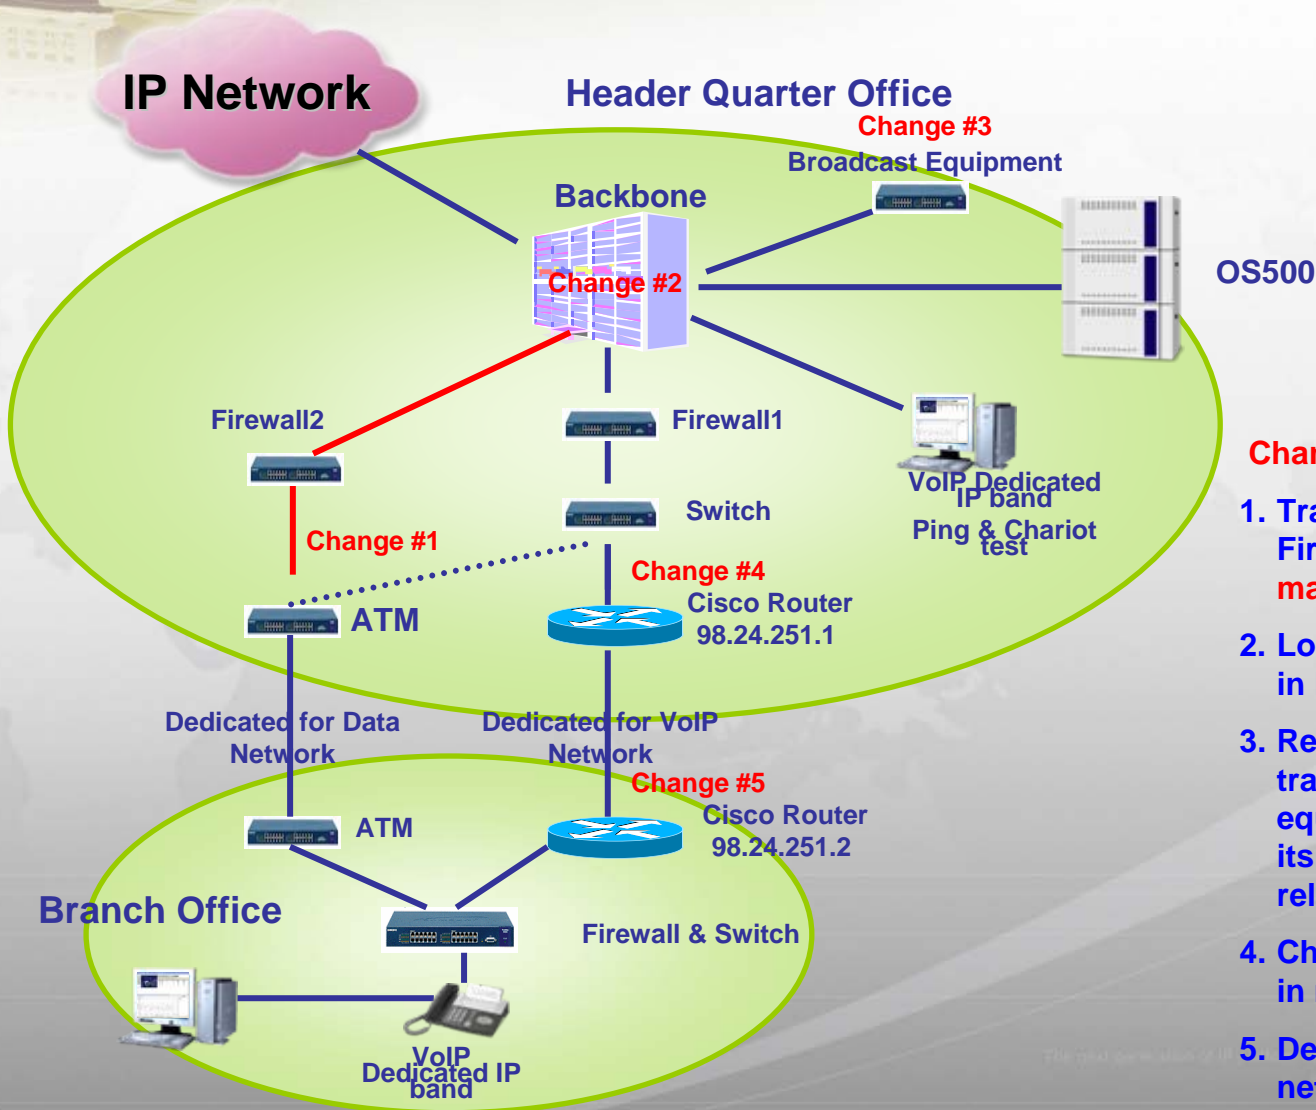 IP Network
Header Quarter Office
Change #3
Broadcast Equipment
Backbone
Change #2
OS500
Firewall2
Firewall1
VoIP Dedicated
IP band
Ping & Chariot
test
Switch
Change #1
Change #4
Cisco Router
98.24.251.1
ATM
Dedicated for Data
Network
Dedicated for VoIP
Network
Change #5
Cisco Router
98.24.251.2
ATM
Branch Office
Firewall & Switch
VoIP
Dedicated IP
band
Chan
1. Tra
Fir
ma
2. Lo
in
3. Re
tra
eq
its
rel
4. Ch
in
5. De
net